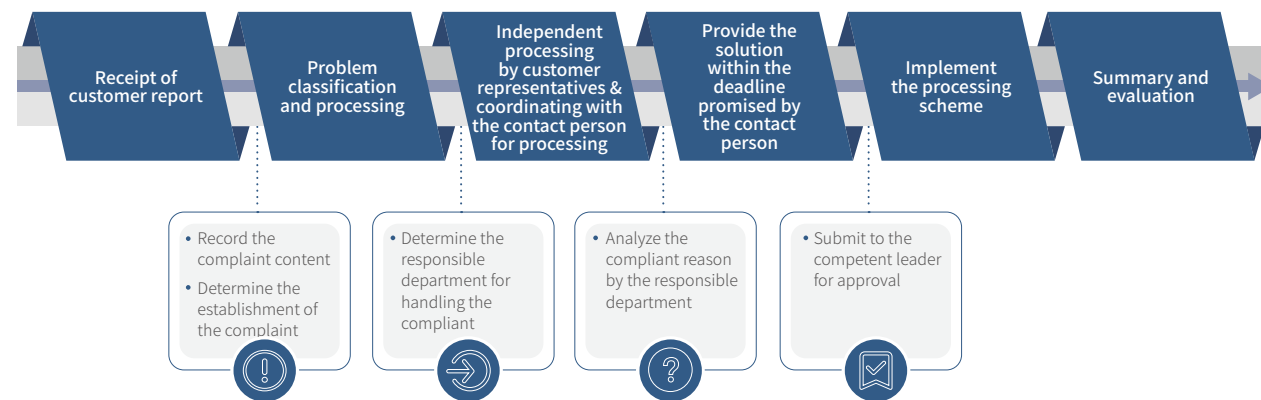 Receipt of
customer report
Problem
classification
and processing
Independent
processing
by customer
representatives &
coordinating with
the contact person
for processing
Provide the
solution
within the
deadline
promised by
the contact
person
Implement
the processing
scheme
Summary and
evaluation
• Record the
complaint content
• Determine the
establishment of
the complaint
• Determine the
responsible
department for
handling the
compliant
• Analyze the
compliant reason
by the responsible
department
• Submit to the
competent leader
for approval